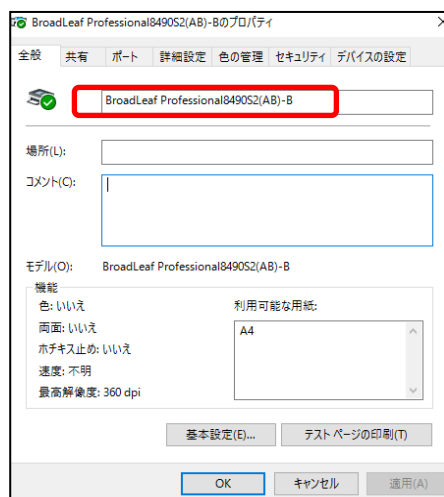 BroadLeaf Professional8490S2(AB)-Bのプロパティ
全般 共有 ポート 詳細設定 色の管理 セキュリティ デバイスの設定
BroadLeaf Professional8490S2(AB)-B
場所(L):
コメント(C):
モデル(O): BroadLeaf Professional8490S2(AB)-B
機能
色: いいえ 利用可能な用紙:
両面: いいえ A4
ホチキス止め: いいえ
速度: 不明
最高解像度: 360 dpi
基本設定(E)... テスト ページの印刷(T)
OK キャンセル 適用(A)